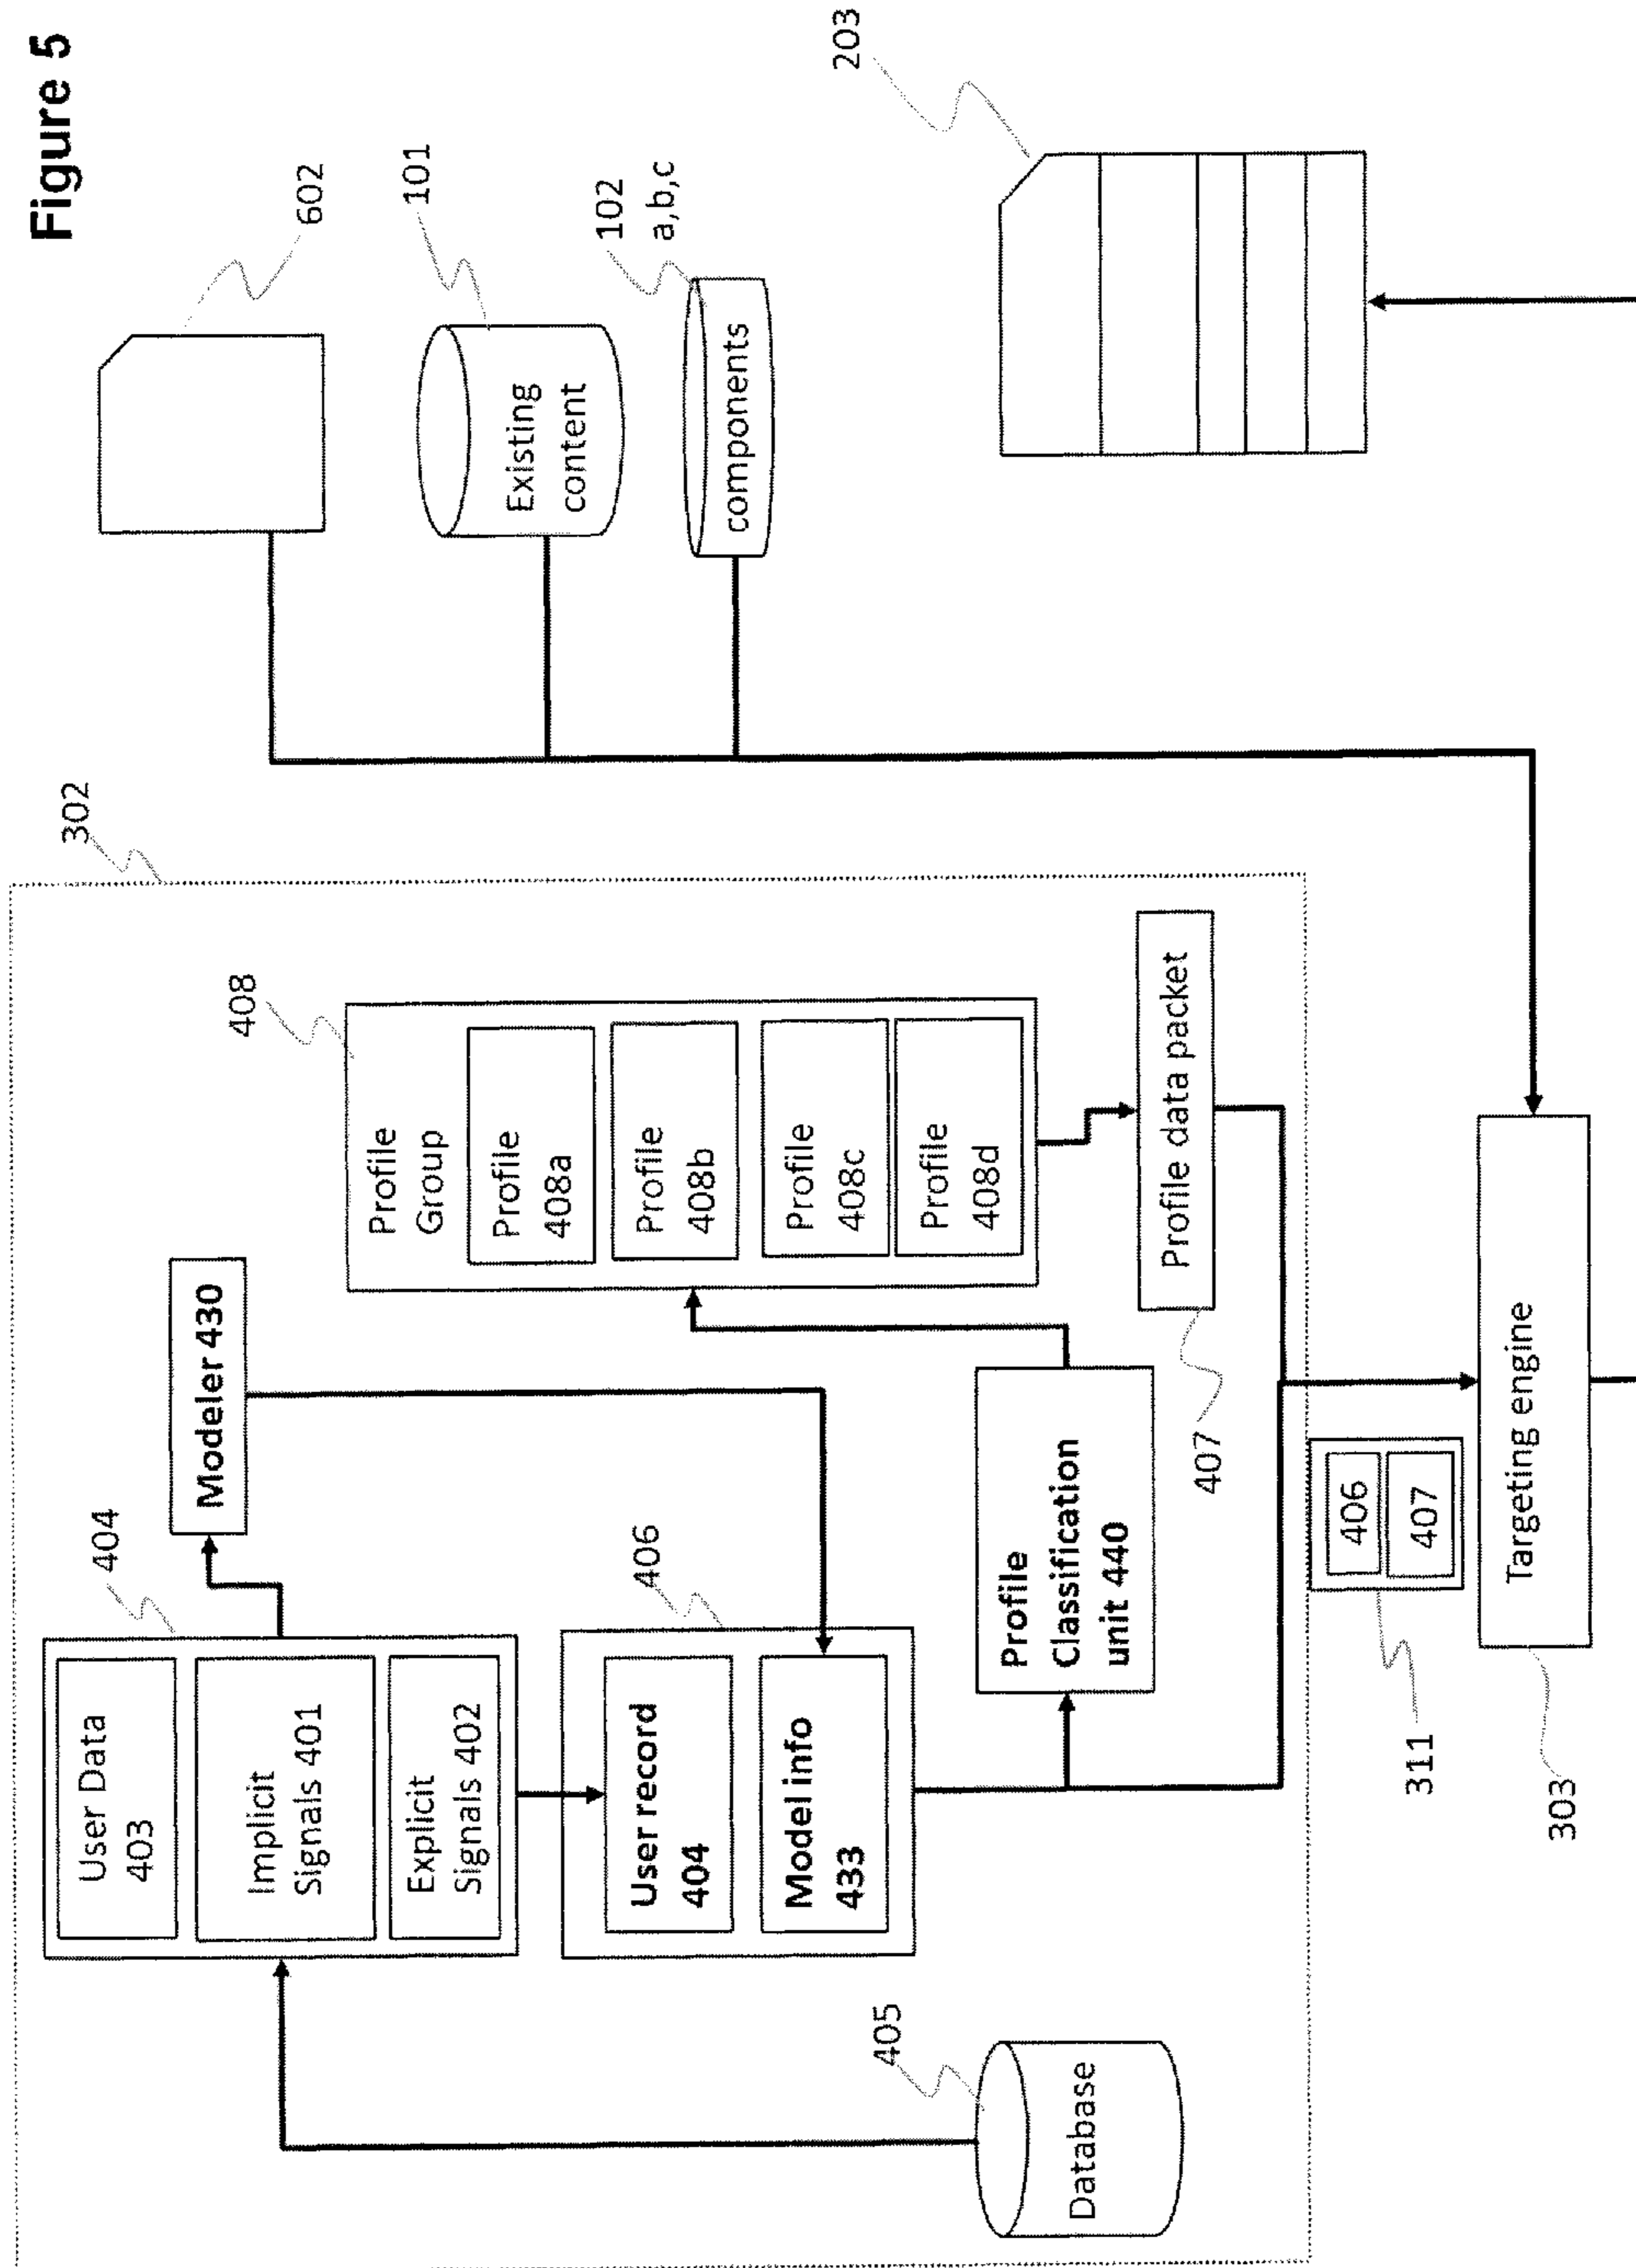 Figure 5
302
404
User Data
403
Implicit
Signals 401
Explicit
Signals 402
Modeler 430
406
User record
404
Model info
433
405
Database
Profile
Classification
unit 440
408
Profile
Group
Profile
408a
Profile
408b
Profile
408c
Profile
408d
Profile data packet
407
406
407
311
Targeting engine
303
602
101
Existing
content
102
a,b,c
components
203